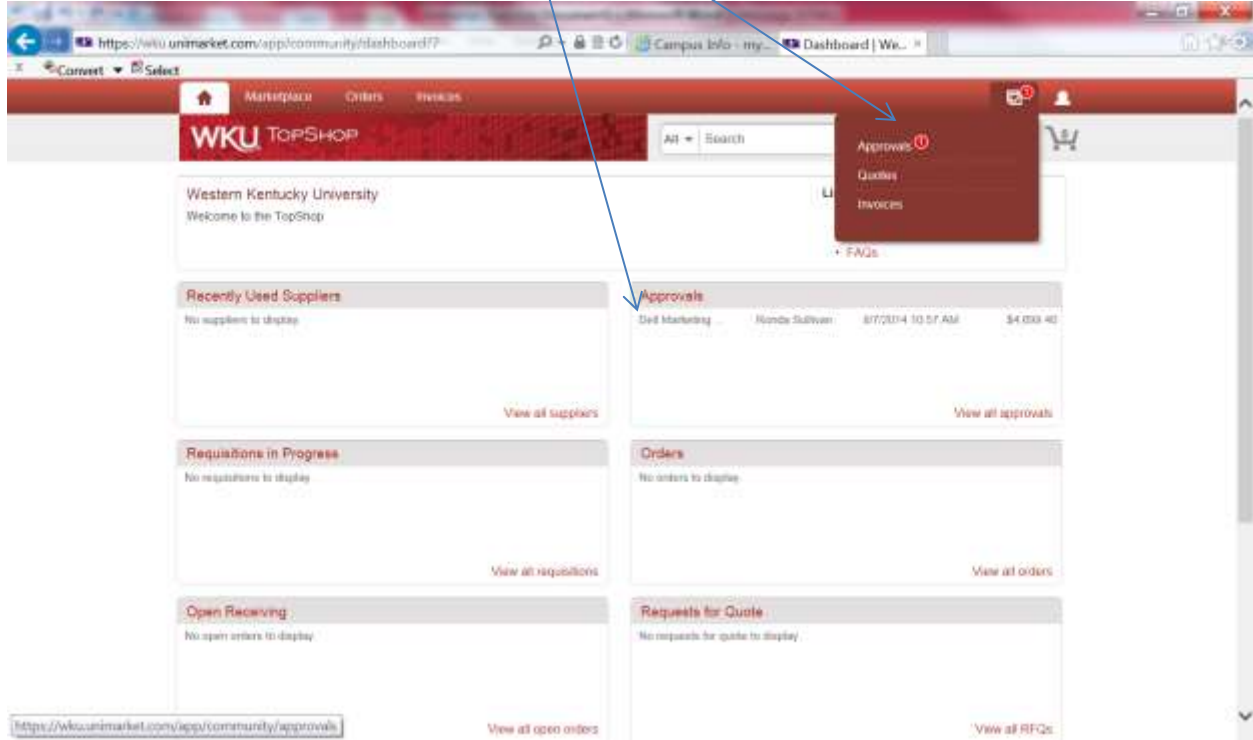 https://wku.unimarket.com/app/community/dashboard/?
Campus Info - my...
Dashboard | We...
x
Convert
Select
Marketplace Orders Invoices
WKU TOPSHOP
All Search
Approvals
Quotes
Invoices
Western Kentucky University
Welcome to the TopShop
Li
• FAQs
Recently Used Suppliers
No suppliers to display
View all suppliers
Approvals
Dell Marketing ... Ronda Sullivan 8/7/2014 10:57 AM
View all approvals
Requisitions in Progress
No requisitions to display
View all requisitions
Orders
No orders to display
View all orders
Open Receiving
No open orders to display
View all open orders
Requests for Quote
No requests for quote to display
View all RFQs
https://wku.unimarket.com/app/community/approvals